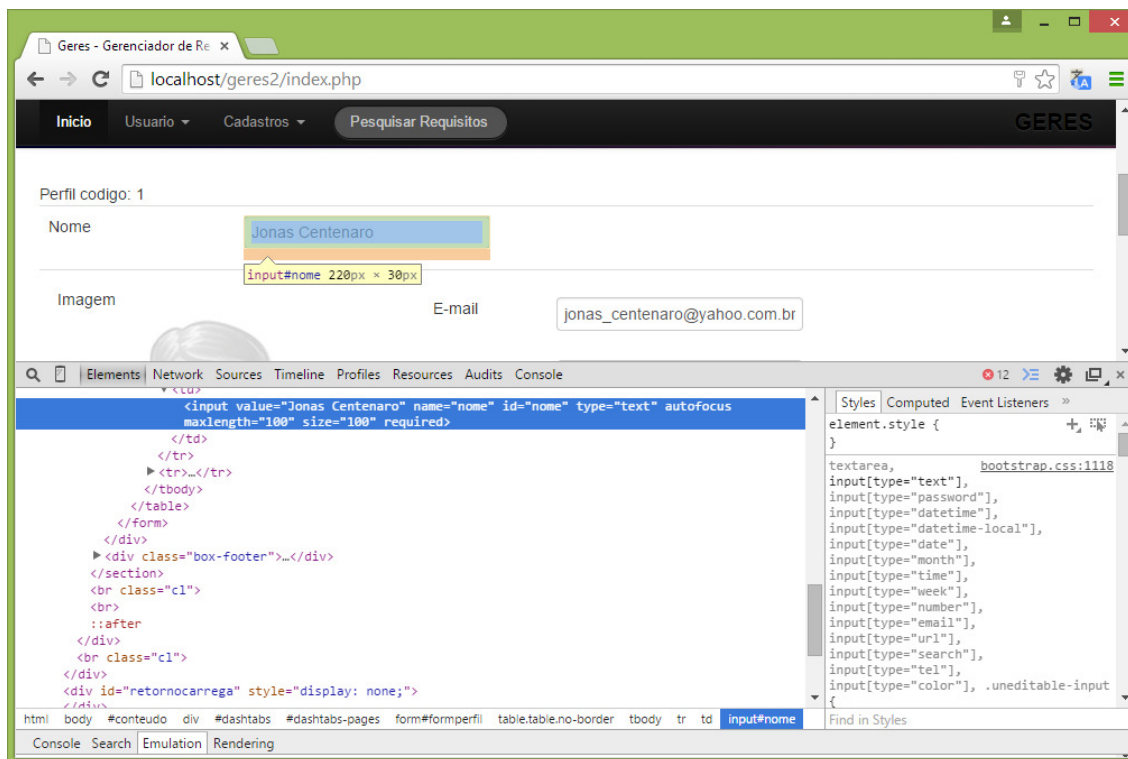 Geres - Gerenciador de Re
localhost/geres2/index.php
Inicio Usuario Cadastros Pesquisar Requisitos GERES
Perfil codigo: 1
Nome Jonas Centenaro
input#nome 220px × 30px
Imagem E-mail jonas_centenaro@yahoo.com.br
Elements Network Sources Timeline Profiles Resources Audits Console 12
<input value="Jonas Centenaro" name="nome" id="nome" type="text" autofocus
maxlength="100" size="100" required>
</td>
</tr>
<tr>…</tr>
</tbody>
</table>
</form>
</div>
<div class="box-footer">…</div>
</section>
<br class="cl">
<br>
::after
</div>
<br class="cl">
</div>
<div id="retornocarrega" style="display: none;">
</div>
html body #conteudo div #dashtabs #dashtabs-pages form#formperfil table.table.no-border tbody tr td input#nome
Styles Computed Event Listeners »
element.style {
}
textarea, bootstrap.css:1118
input[type="text"],
input[type="password"],
input[type="datetime"],
input[type="datetime-local"],
input[type="date"],
input[type="month"],
input[type="time"],
input[type="week"],
input[type="number"],
input[type="email"],
input[type="url"],
input[type="search"],
input[type="tel"],
input[type="color"], .uneditable-input
{
Find in Styles
Console Search Emulation Rendering